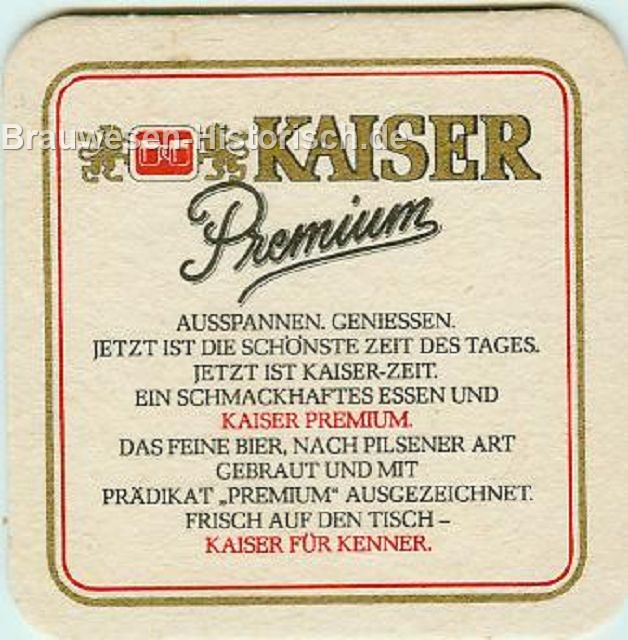 Brauwesen-Historisch.de
KAISER
Premium
AUSSPANNEN. GENIESSEN.
JETZT IST DIE SCHÖNSTE ZEIT DES TAGES.
JETZT IST KAISER-ZEIT.
EIN SCHMACKHAFTES ESSEN UND
KAISER PREMIUM.
DAS FEINE BIER, NACH PILSENER ART
GEBRAUT UND MIT
PRÄDIKAT „PREMIUM“ AUSGEZEICHNET.
FRISCH AUF DEN TISCH –
KAISER FÜR KENNER.